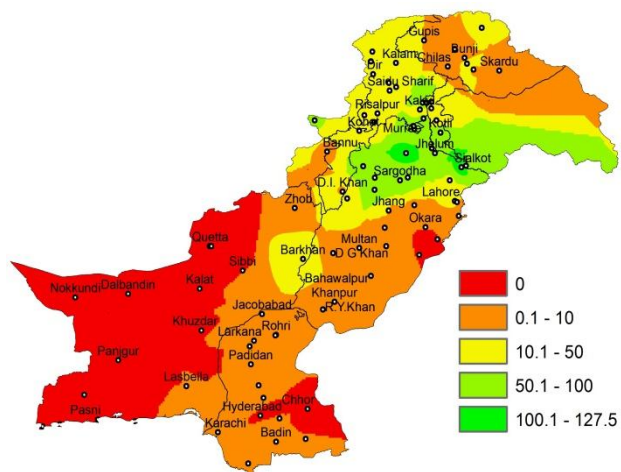 Gupis
Bunji
Kalam
Chilas
Skardu
Dir
Saidu Sharif
Risalpur
Kakul
Kohat
Murree
Kotli
Bannu
Jhelum
Sialkot
Sargodha
D.I. Khan
Lahore
Zhob
Jhang
Okara
Quetta
Multan
Barkhan
D G Khan
Sibbi
Bahawalpur
Kalat
Nokkundi
Dalbandin
Khanpur
R.Y.Khan
Jacobabad
Khuzdar
Rohri
Larkana
Padidan
Panjgur
Lasbella
Chhor
Hyderabad
Pasni
Karachi
Badin
0
0.1 - 10
10.1 - 50
50.1 - 100
100.1 - 127.5